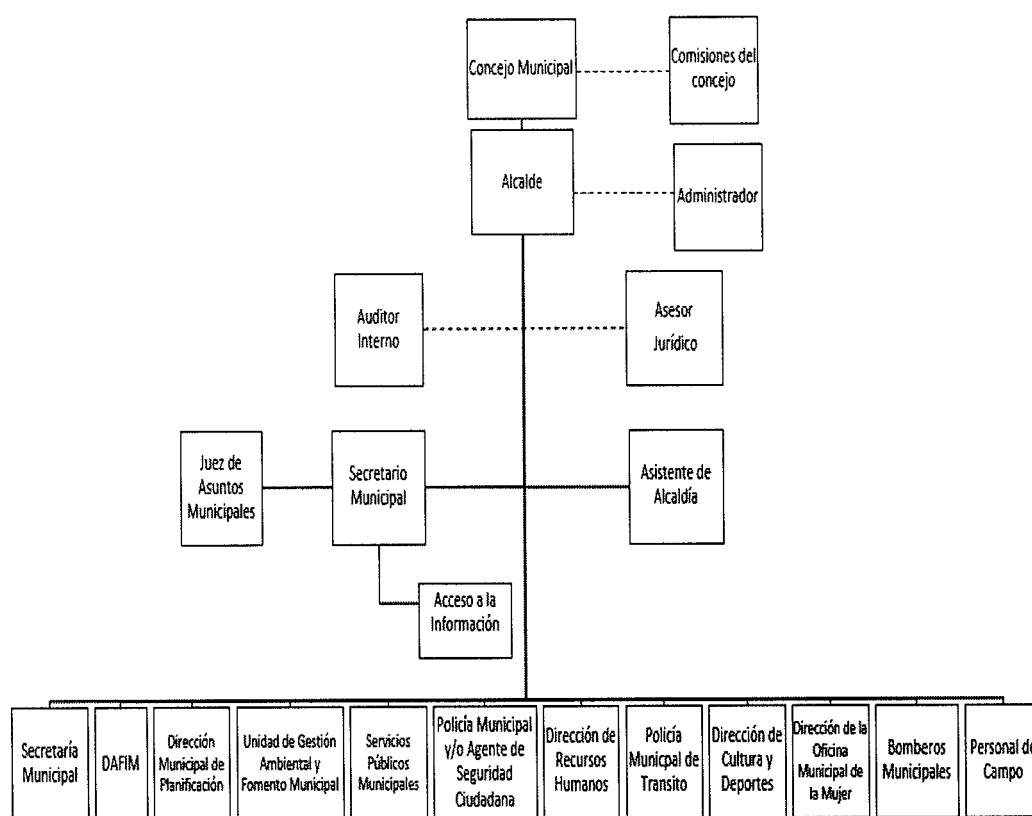 Concejo Municipal
Comisiones del
concejo
Alcalde
Administrador
Auditor
Interno
Asesor
Jurídico
Juez de
Asuntos
Municipales
Secretario
Municipal
Asistente de
Alcaldía
Acceso a la
Información
Secretaría
Municipal
DAFIM
Dirección
Municipal de
Planificación
Unidad de Gestión
Ambiental y
Fomento Municipal
Servicios
Públicos
Municipales
Policía Municipal
y/o Agente de
Seguridad
Ciudadana
Dirección de
Recursos
Humanos
Policía
Municpal de
Transito
Dirección de
Cultura y
Deportes
Dirección de la
Oficina
Municipal de
la Mujer
Bomberos
Municipales
Personal de
Campo